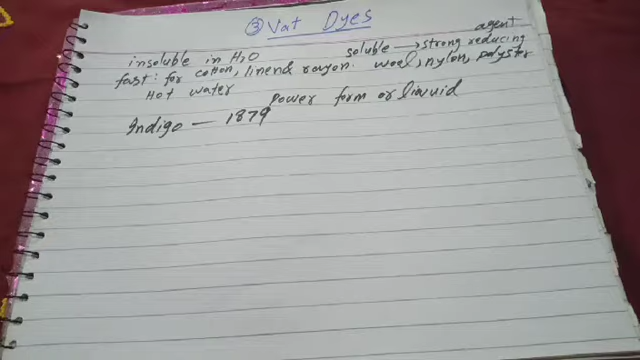 ③ Vat Dyes
insoluble in H2O soluble → strong reducing agent
fast: for cotton, linen & rayon. wool, nylon, polyster
Hot water
Power form or liquid
Indigo — 1879